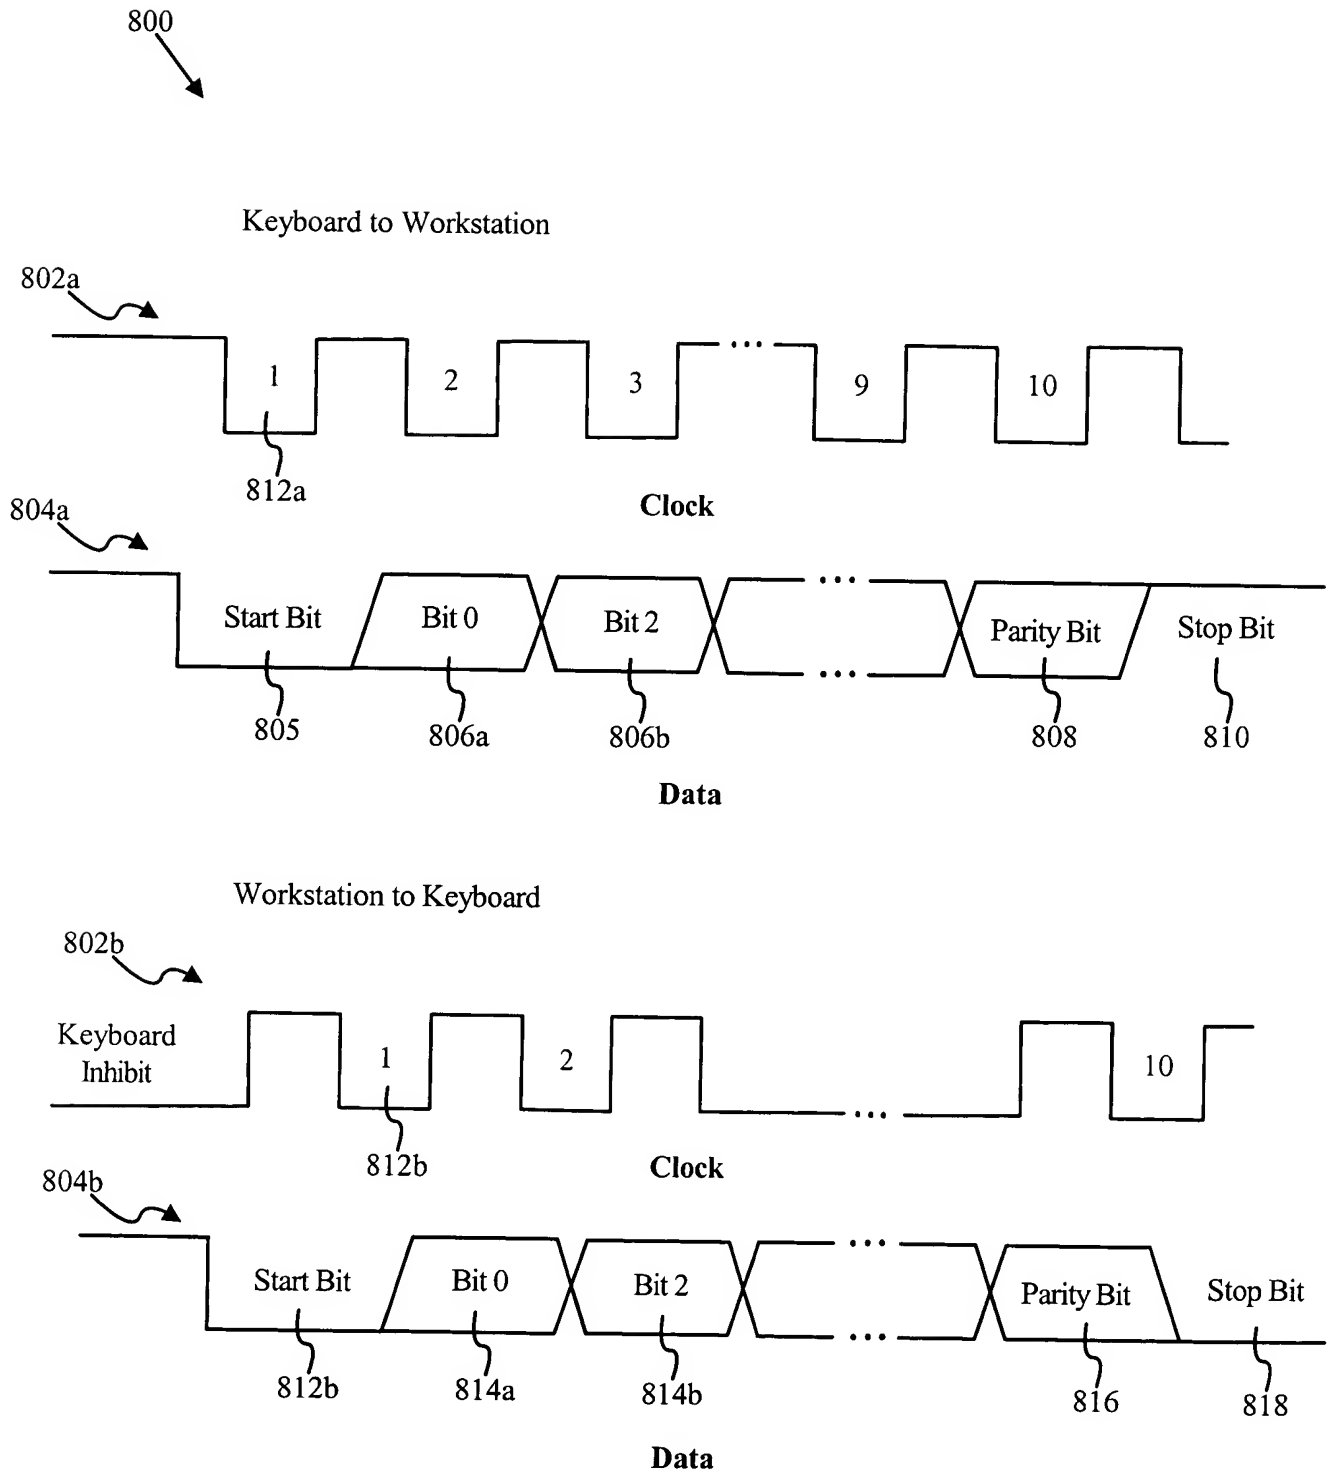 800
Keyboard to Workstation
802a
1 2 3 ... 9 10
812a
Clock
804a
Start Bit Bit 0 Bit 2 ... Parity Bit Stop Bit
...
805 806a 806b 808 810
Data
Workstation to Keyboard
802b
Keyboard
Inhibit
1 2 10
...
812b
Clock
804b
Start Bit Bit 0 Bit 2 ... Parity Bit Stop Bit
...
812b 814a 814b 816 818
Data